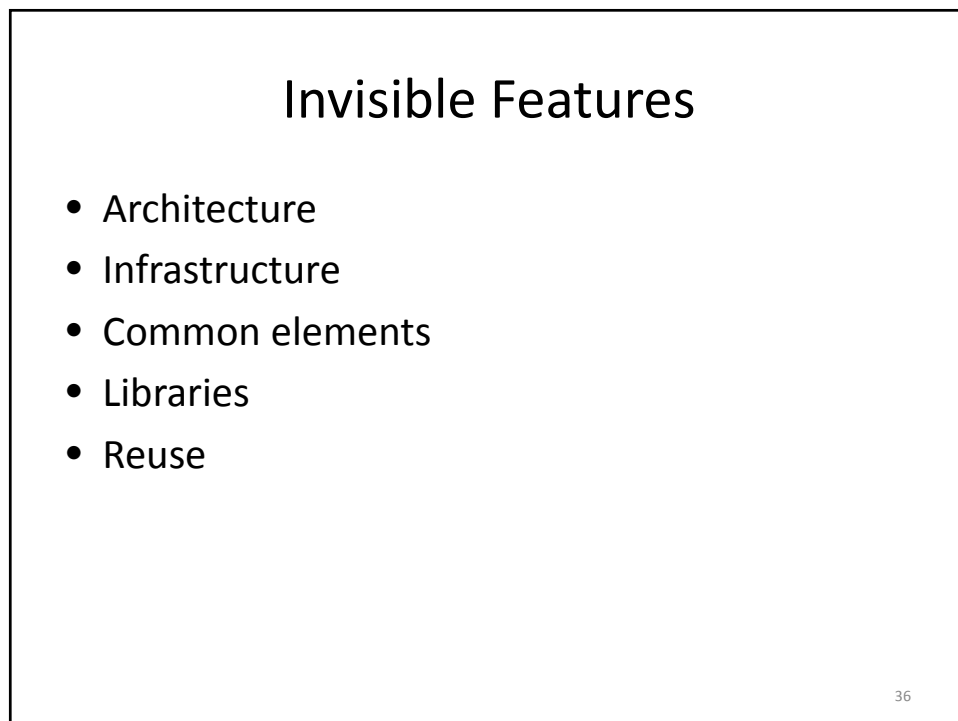 Invisible Features
• Architecture
• Infrastructure
• Common elements
• Libraries
• Reuse
36